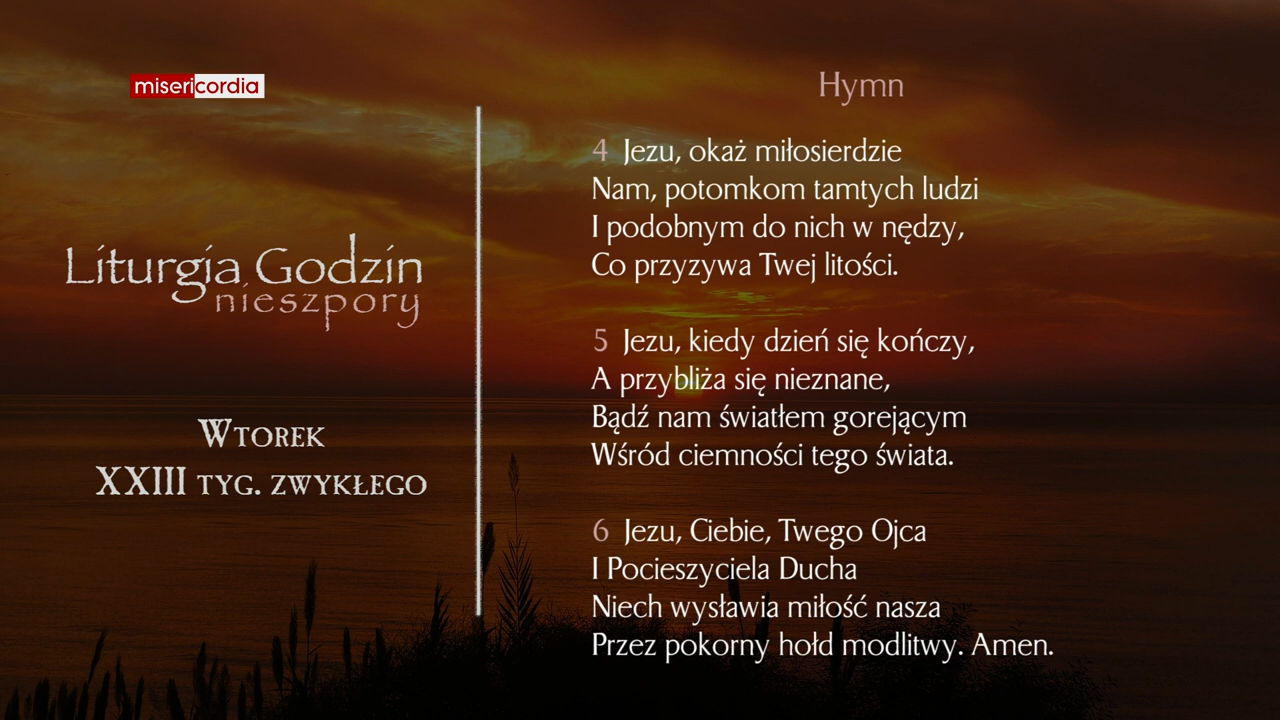 misericordia
Liturgia Godzin
nieszpory
Wtorek
XXIII tyg. zwykłego
Hymn
4 Jezu, okaż miłosierdzie
Nam, potomkom tamtych ludzi
I podobnym do nich w nędzy,
Co przyzywa Twej litości.
5 Jezu, kiedy dzień się kończy,
A przybliża się nieznane,
Bądź nam światłem gorejącym
Wśród ciemności tego świata.
6 Jezu, Ciebie, Twego Ojca
I Pocieszyciela Ducha
Niech wysławia miłość nasza
Przez pokorny hołd modlitwy. Amen.